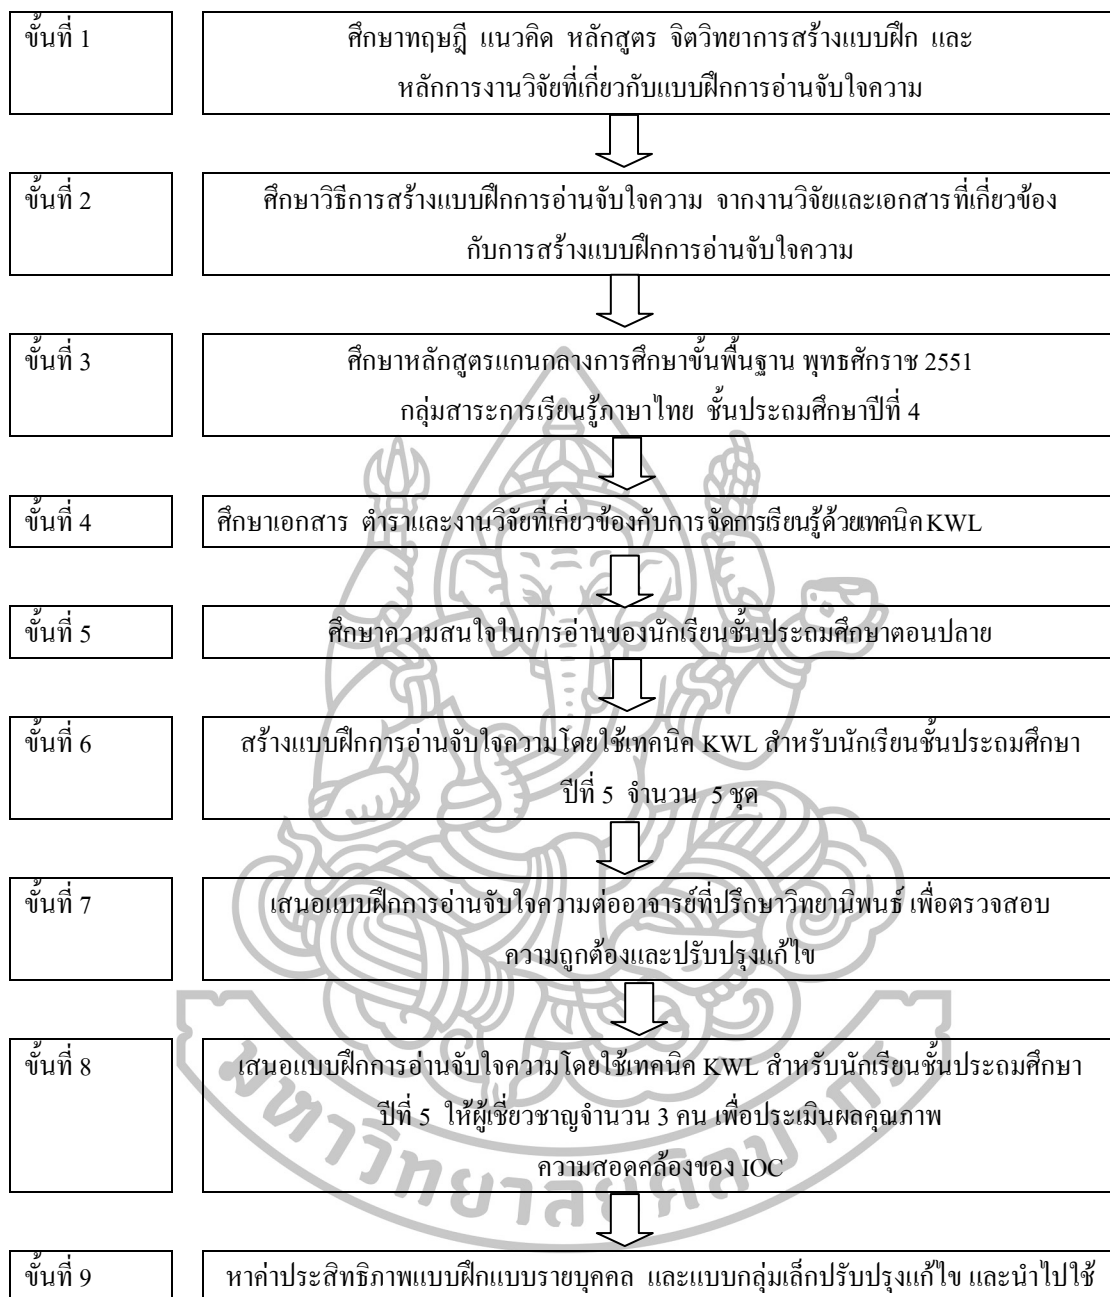 ขั้นที่ 1
ศึกษาทฤษฎี แนวคิด หลักสูตร จิตวิทยาการสร้างแบบฝึก และ
หลักการงานวิจัยที่เกี่ยวกับแบบฝึกการอ่านจับใจความ
ขั้นที่ 2
ศึกษาวิธีการสร้างแบบฝึกการอ่านจับใจความ จากงานวิจัยและเอกสารที่เกี่ยวข้อง
กับการสร้างแบบฝึกการอ่านจับใจความ
ขั้นที่ 3
ศึกษาหลักสูตรแกนกลางการศึกษาขั้นพื้นฐาน พุทธศักราช 2551
กลุ่มสาระการเรียนรู้ภาษาไทย ชั้นประถมศึกษาปีที่ 4
ขั้นที่ 4
ศึกษาเอกสาร ตำราและงานวิจัยที่เกี่ยวข้องกับการจัดการเรียนรู้ด้วยเทคนิค KWL
ขั้นที่ 5
ศึกษาความสนใจในการอ่านของนักเรียนชั้นประถมศึกษาตอนปลาย
ขั้นที่ 6
สร้างแบบฝึกการอ่านจับใจความโดยใช้เทคนิค KWL สำหรับนักเรียนชั้นประถมศึกษา
ปีที่ 5 จำนวน 5 ชุด
ขั้นที่ 7
เสนอแบบฝึกการอ่านจับใจความต่ออาจารย์ที่ปรึกษาวิทยานิพนธ์ เพื่อตรวจสอบ
ความถูกต้องและปรับปรุงแก้ไข
ขั้นที่ 8
เสนอแบบฝึกการอ่านจับใจความโดยใช้เทคนิค KWL สำหรับนักเรียนชั้นประถมศึกษา
ปีที่ 5 ให้ผู้เชี่ยวชาญจำนวน 3 คน เพื่อประเมินผลคุณภาพ
ความสอดคล้องของ IOC
มหาวิทยาลัยศิลปากร
ขั้นที่ 9
หาค่าประสิทธิภาพแบบฝึกแบบรายบุคคล และแบบกลุ่มเล็กปรับปรุงแก้ไข และนำไปใช้